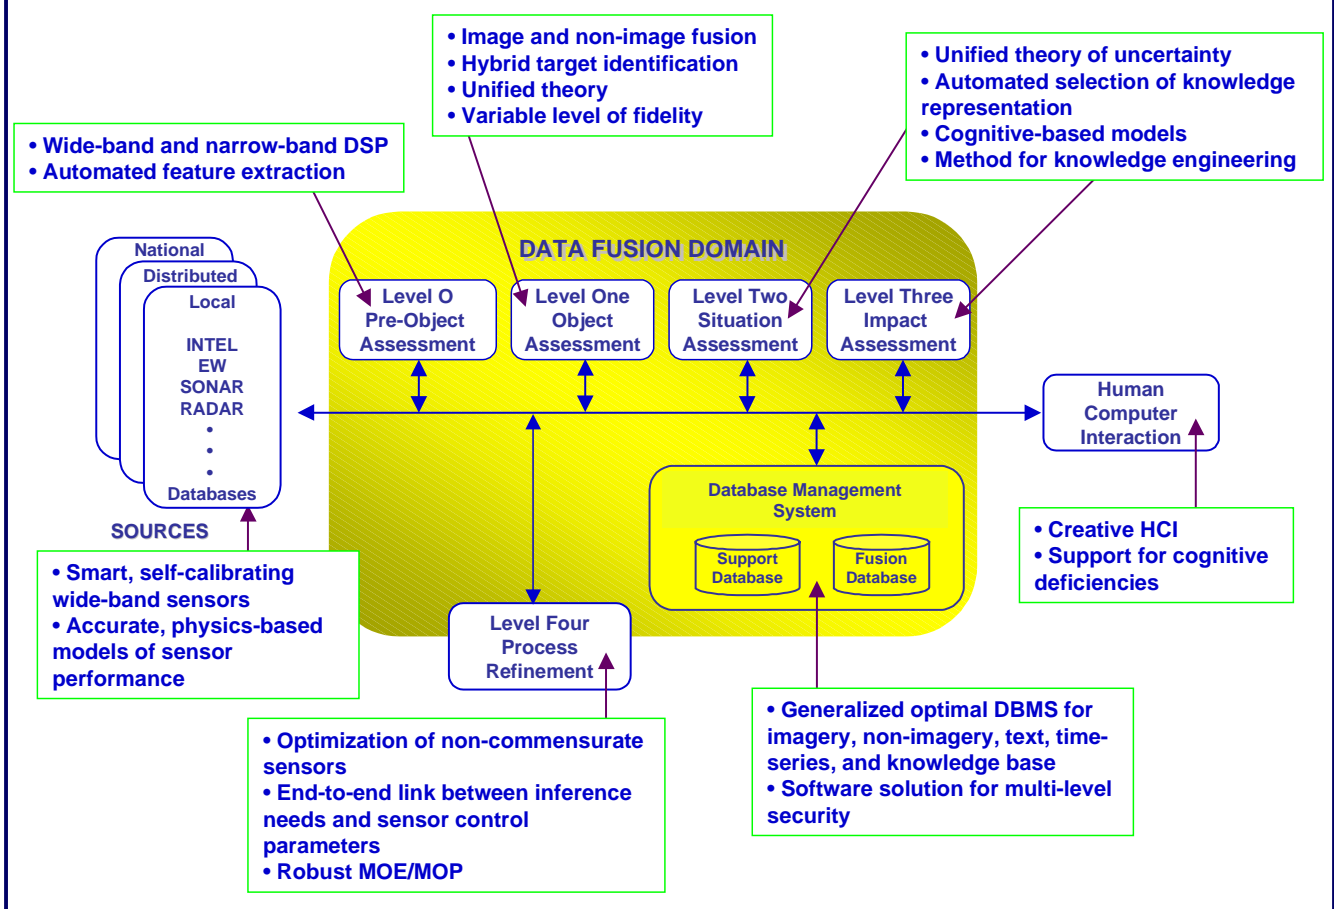 • Image and non-image fusion
• Hybrid target identification
• Unified theory
• Variable level of fidelity
• Unified theory of uncertainty
• Automated selection of knowledge
representation
• Cognitive-based models
• Method for knowledge engineering
• Wide-band and narrow-band DSP
• Automated feature extraction
DATA FUSION DOMAIN
National
Distributed
Local
INTEL
EW
SONAR
RADAR
•
•
•
Databases
SOURCES
Level O
Pre-Object
Assessment
Level One
Object
Assessment
Level Two
Situation
Assessment
Level Three
Impact
Assessment
Human
Computer
Interaction
Database Management
System
Support
Database
Fusion
Database
Level Four
Process
Refinement
• Creative HCI
• Support for cognitive
deficiencies
• Smart, self-calibrating
wide-band sensors
• Accurate, physics-based
models of sensor
performance
• Optimization of non-commensurate
sensors
• End-to-end link between inference
needs and sensor control
parameters
• Robust MOE/MOP
• Generalized optimal DBMS for
imagery, non-imagery, text, time-
series, and knowledge base
• Software solution for multi-level
security